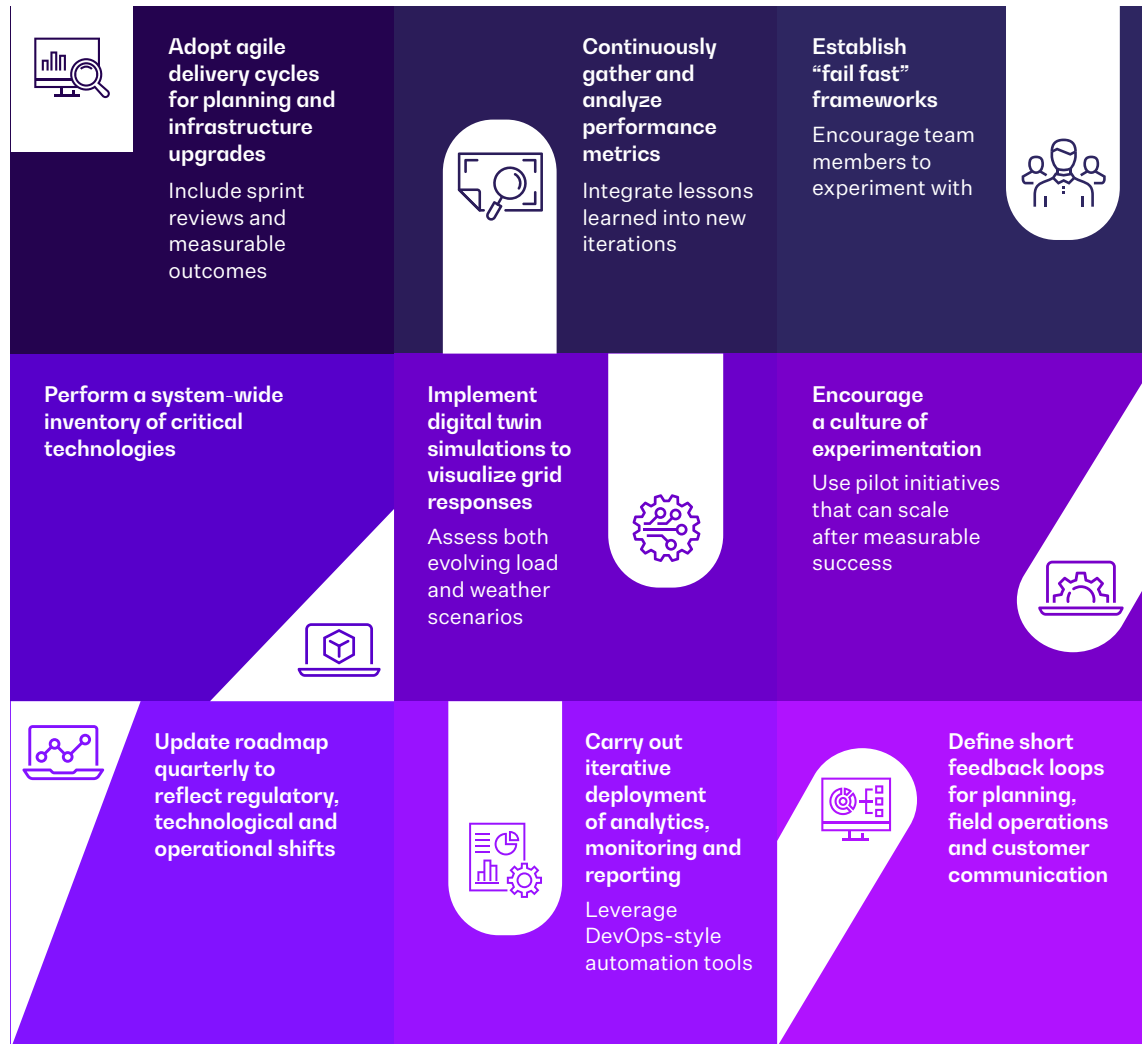 Adopt agile
delivery cycles
for planning and
infrastructure
upgrades
Include sprint
reviews and
measurable
outcomes
Continuously
gather and
analyze
performance
metrics
Integrate lessons
learned into new
iterations
Establish
“fail fast”
frameworks
Encourage team
members to
experiment with
Perform a system-wide
inventory of critical
technologies
Implement
digital twin
simulations to
visualize grid
responses
Assess both
evolving load
and weather
scenarios
Encourage
a culture of
experimentation
Use pilot initiatives
that can scale
after measurable
success
Update roadmap
quarterly to
reflect regulatory,
technological and
operational shifts
Carry out
iterative
deployment
of analytics,
monitoring and
reporting
Leverage
DevOps-style
automation tools
Define short
feedback loops
for planning,
field operations
and customer
communication